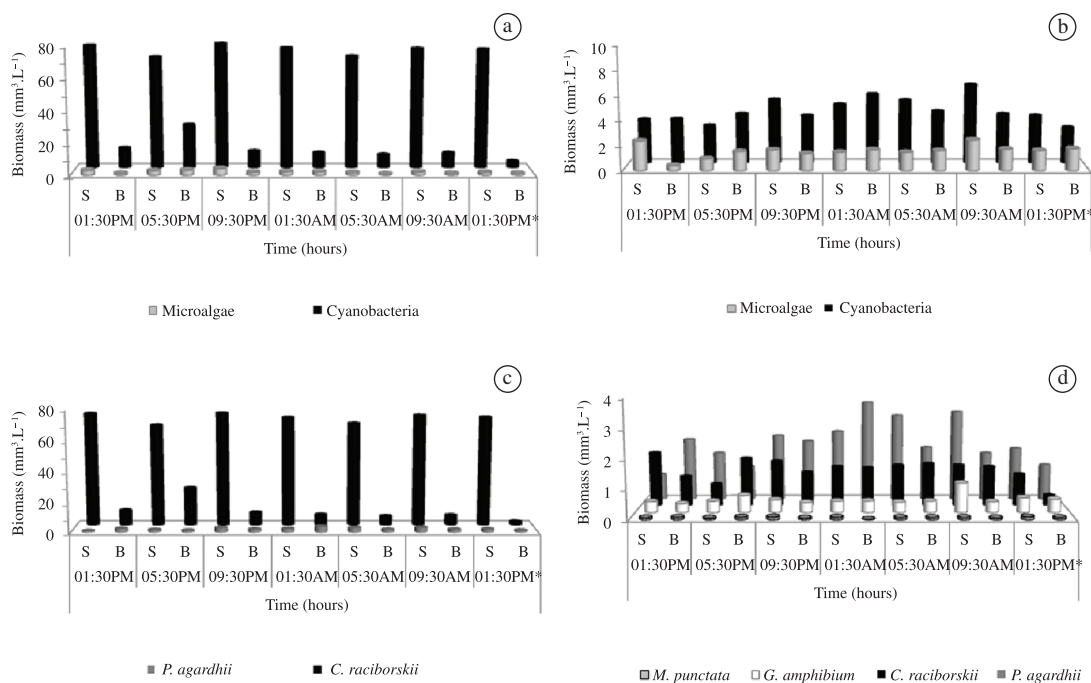 a
Biomass (mm³.L⁻¹)
80
60
40
20
0
S B S B S B S B S B S B S B
01:30PM 05:30PM 09:30PM 01:30AM 05:30AM 09:30AM 01:30PM*
Time (hours)
Microalgae Cyanobacteria
b
Biomass (mm³.L⁻¹)
10
8
6
4
2
0
S B S B S B S B S B S B S B
01:30PM 05:30PM 09:30PM 01:30AM 05:30AM 09:30AM 01:30PM*
Time (hours)
Microalgae Cyanobacteria
c
Biomass (mm³.L⁻¹)
80
60
40
20
0
S B S B S B S B S B S B S B
01:30PM 05:30PM 09:30PM 01:30AM 05:30AM 09:30AM 01:30PM*
Time (hours)
P. agardhii C. raciborskii
d
Biomass (mm³.L⁻¹)
4
3
2
1
0
S B S B S B S B S B S B S B
01:30PM 05:30PM 09:30PM 01:30AM 05:30AM 09:30AM 01:30PM*
Time (hours)
M. punctata G. amphibium C. raciborskii P. agardhii